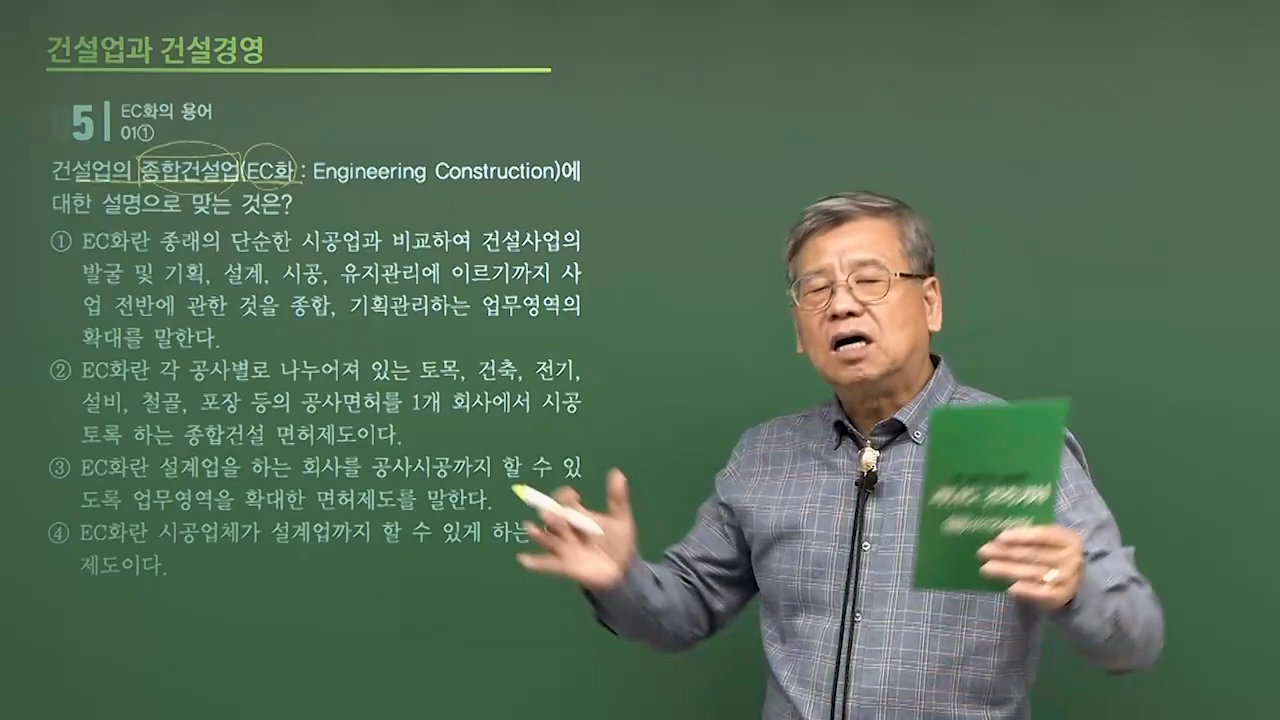 건설업과 건설경영
05
EC화의 용어
01①
건설업의 종합건설업(EC화 : Engineering Construction)에
대한 설명으로 맞는 것은?
① EC화란 종래의 단순한 시공업과 비교하여 건설사업의
발굴 및 기획, 설계, 시공, 유지관리에 이르기까지 사
업 전반에 관한 것을 종합, 기획관리하는 업무영역의
확대를 말한다.
② EC화란 각 공사별로 나누어져 있는 토목, 건축, 전기,
설비, 철골, 포장 등의 공사면허를 1개 회사에서 시공
토록 하는 종합건설 면허제도이다.
③ EC화란 설계업을 하는 회사를 공사시공까지 할 수 있
도록 업무영역을 확대한 면허제도를 말한다.
④ EC화란 시공업체가 설계업까지 할 수 있게 하는
제도이다.